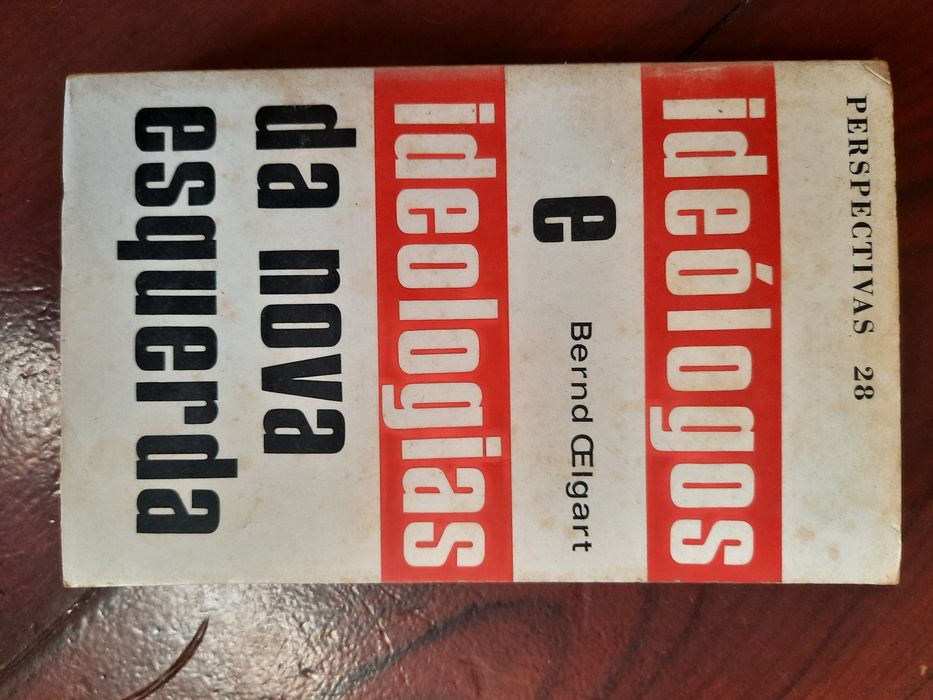 PERSPECTIVAS 28
ideólogos
e Bernd Œlgart
ideologias
da nova
esquerda